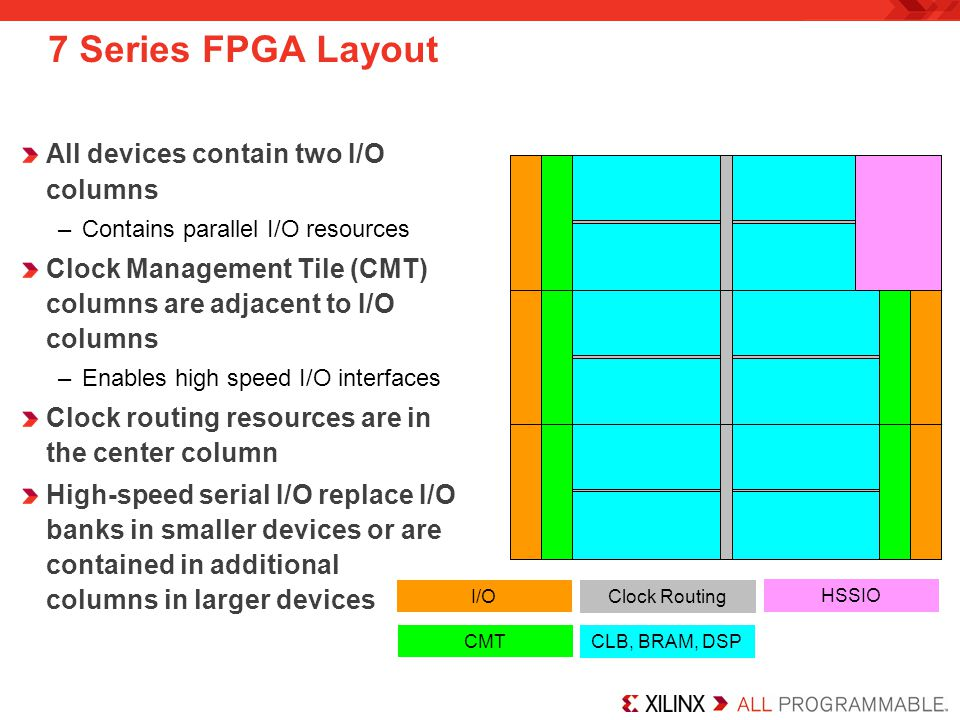 7 Series FPGA Layout
All devices contain two I/O
columns
– Contains parallel I/O resources
Clock Management Tile (CMT)
columns are adjacent to I/O
columns
– Enables high speed I/O interfaces
Clock routing resources are in
the center column
High-speed serial I/O replace I/O
banks in smaller devices or are
contained in additional
columns in larger devices
I/O
Clock Routing
HSSIO
CMT
CLB, BRAM, DSP
XILINX ALL PROGRAMMABLE.